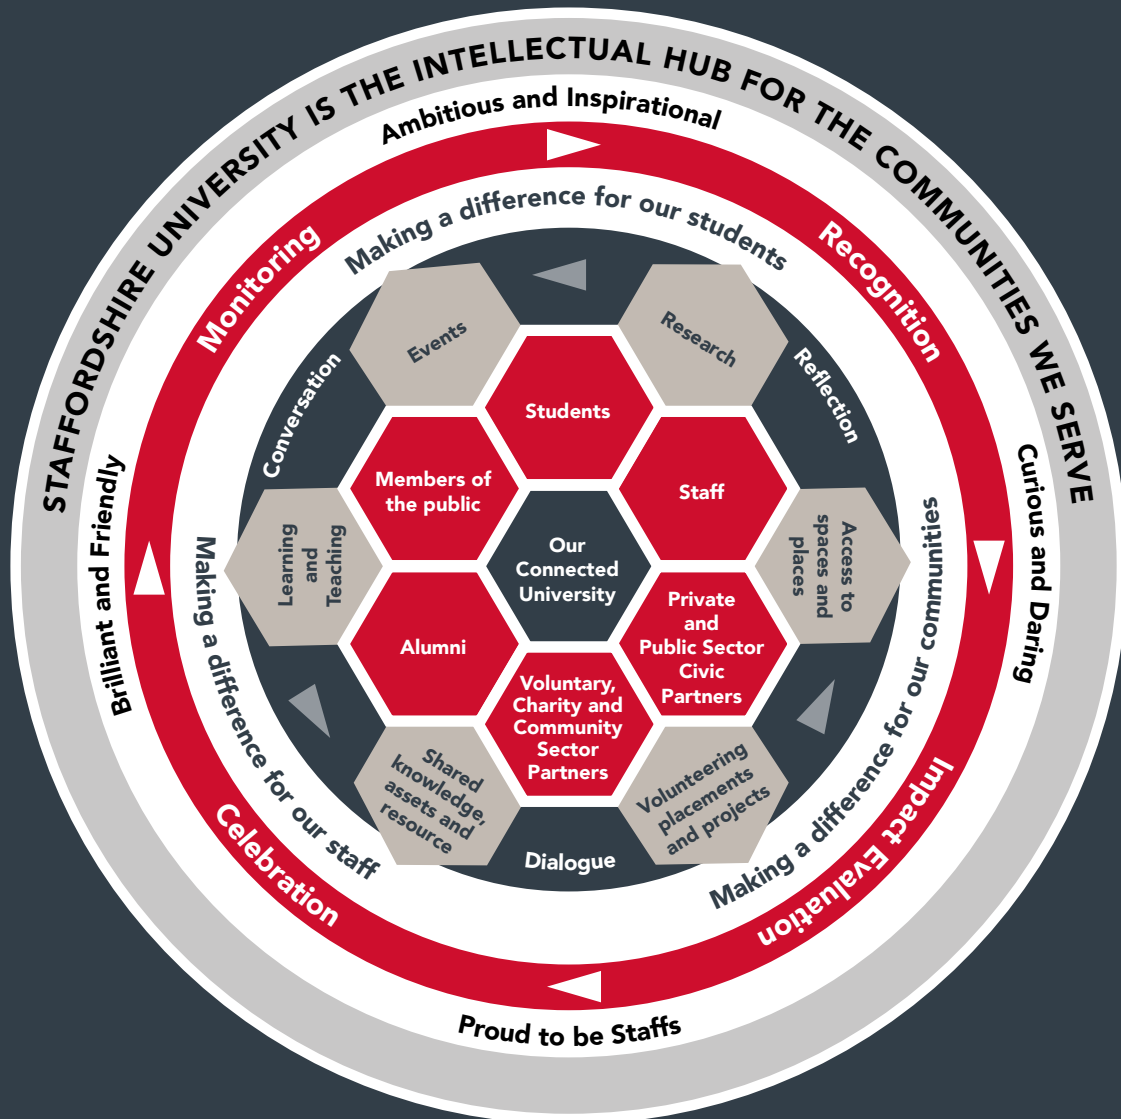 STAFFORDSHIRE UNIVERSITY IS THE INTELLECTUAL HUB FOR THE COMMUNITIES WE SERVE
Ambitious and Inspirational
Curious and Daring
Proud to be Staffs
Brilliant and Friendly
Monitoring
Recognition
Impact Evaluation
Celebration
Making a difference for our students
Making a difference for our communities
Making a difference for our staff
Conversation
Reflection
Dialogue
Events
Research
Access to
spaces and
places
Volunteering
placements
and projects
Shared
knowledge,
assets and
resource
Learning
and
Teaching
Students
Staff
Private
and
Public Sector
Civic
Partners
Voluntary,
Charity and
Community
Sector
Partners
Alumni
Members of
the public
Our
Connected
University